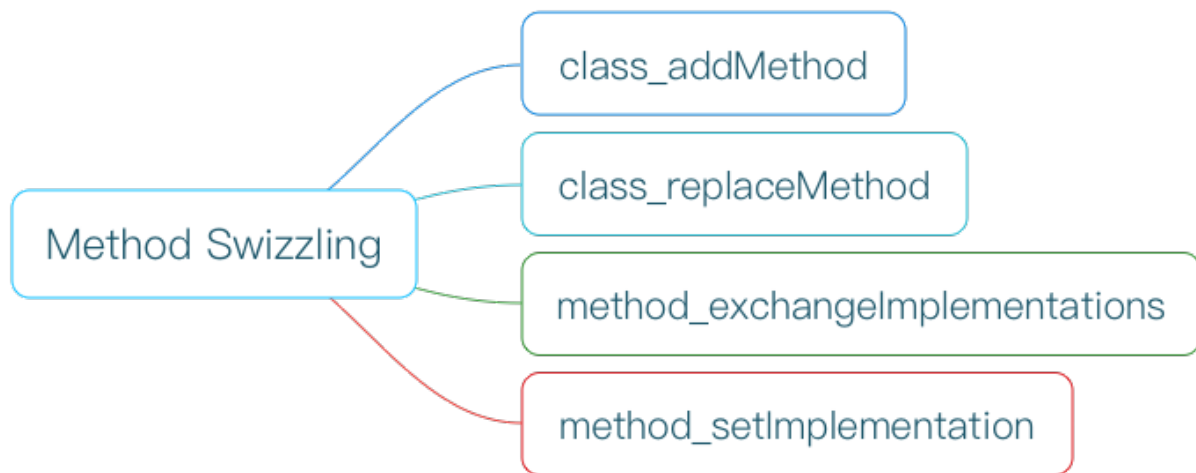 Method Swizzling
class_addMethod
class_replaceMethod
method_exchangeImplementations
method_setImplementation